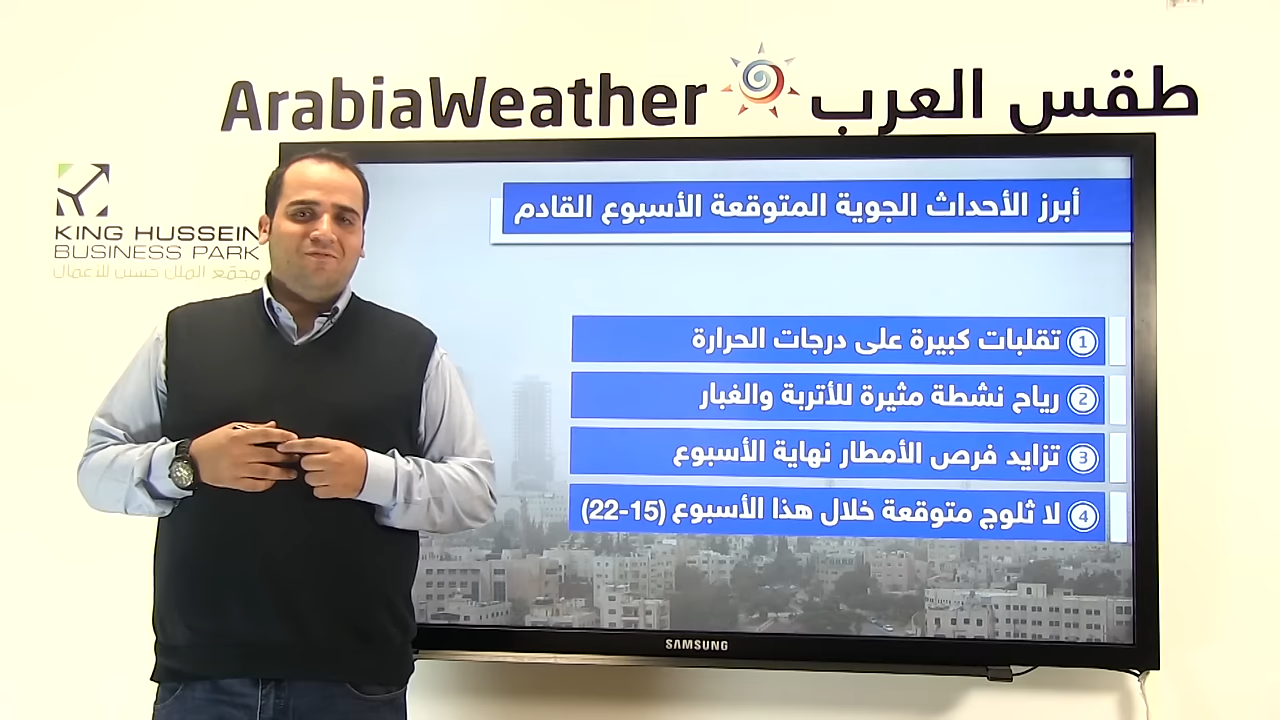 ArabiaWeather طقس العرب
KING HUSSEIN
BUSINESS PARK
مجمع الملك حسين للأعمال
أبرز الأحداث الجوية المتوقعة الأسبوع القادم
1 تقلبات كبيرة على درجات الحرارة
2 رياح نشطة مثيرة للأتربة والغبار
3 تزايد فرص الأمطار نهاية الأسبوع
4 لا ثلوج متوقعة خلال هذا الأسبوع (15-22)
SAMSUNG